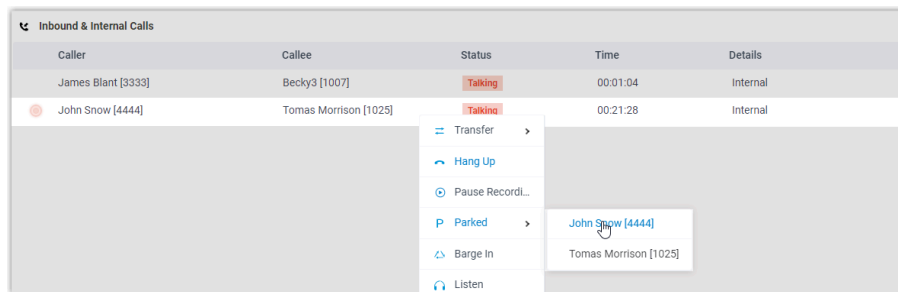 Inbound & Internal Calls
Caller Callee Status Time Details
James Blant [3333] Becky3 [1007] Talking 00:01:04 Internal
John Snow [4444] Tomas Morrison [1025] Talking 00:21:28 Internal
Transfer
Hang Up
Pause Recordi...
P Parked
John Snow [4444]
Barge In
Tomas Morrison [1025]
Listen